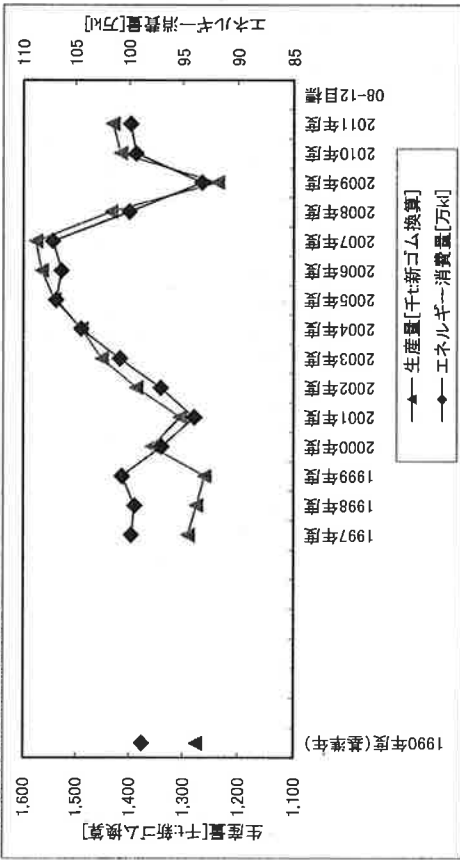 生産量[千t:新ゴム換算]
1,600
1,500
1,400
1,300
1,200
1,100
エネルギー消費量[万kl]
110
105
100
95
90
85
1990年度(基準年)
1997年度
1998年度
1999年度
2000年度
2001年度
2002年度
2003年度
2004年度
2005年度
2006年度
2007年度
2008年度
2009年度
2010年度
2011年度
08-12目標
生産量[千t:新ゴム換算]
エネルギー消費量[万kl]